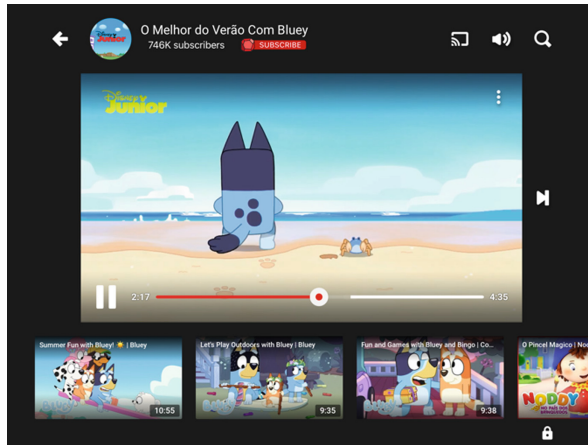 O Melhor do Verão Com Bluey
746K subscribers SUBSCRIBE
Disney
Junior
2:17
4:35
Summer Fun with Bluey! ☀️ | Bluey
10:55
Let's Play Outdoors with Bluey | Bluey
9:35
Fun and Games with Bluey and Bingo | Co...
9:38
O Pincel Magico | Nod
NODDY